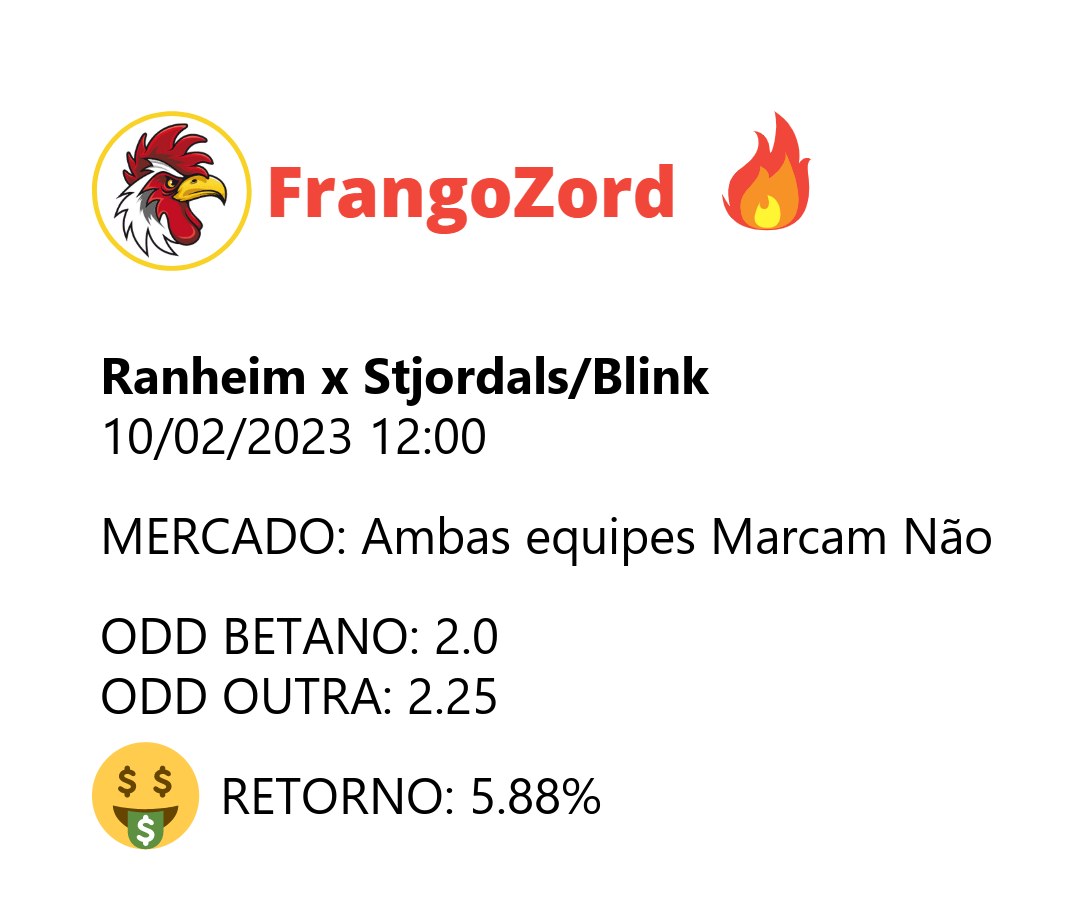 FrangoZord
Ranheim x Stjordals/Blink
10/02/2023 12:00
MERCADO: Ambas equipes Marcam Não
ODD BETANO: 2.0
ODD OUTRA: 2.25
$ $
$
RETORNO: 5.88%